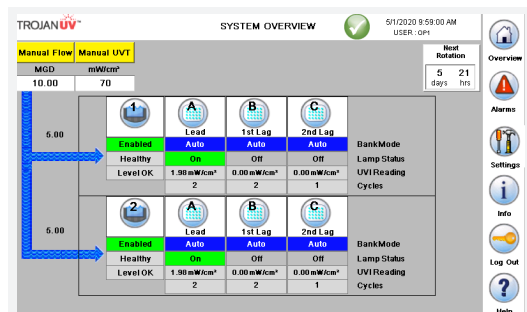 TROJAN UV™
SYSTEM OVERVIEW
5/1/2020 9:59:00 AM
USER : OP1
Manual Flow Manual UVT
MGD mW/cm²
10.00 70
Next
Rotation
5 21
days hrs
Overview
Alarms
Settings
Info
Log Out
Help
5.00
1 A B C
Lead 1st Lag 2nd Lag
Enabled Auto Auto Auto BankMode
Healthy On Off Off Lamp Status
Level OK 1.98 mW/cm² 0.00 mW/cm² 0.00 mW/cm² UVI Reading
2 2 1 Cycles
5.00
2 A B C
Lead 1st Lag 2nd Lag
Enabled Auto Auto Auto BankMode
Healthy On Off Off Lamp Status
Level OK 1.98 mW/cm² 0.00 mW/cm² 0.00 mW/cm² UVI Reading
2 2 1 Cycles